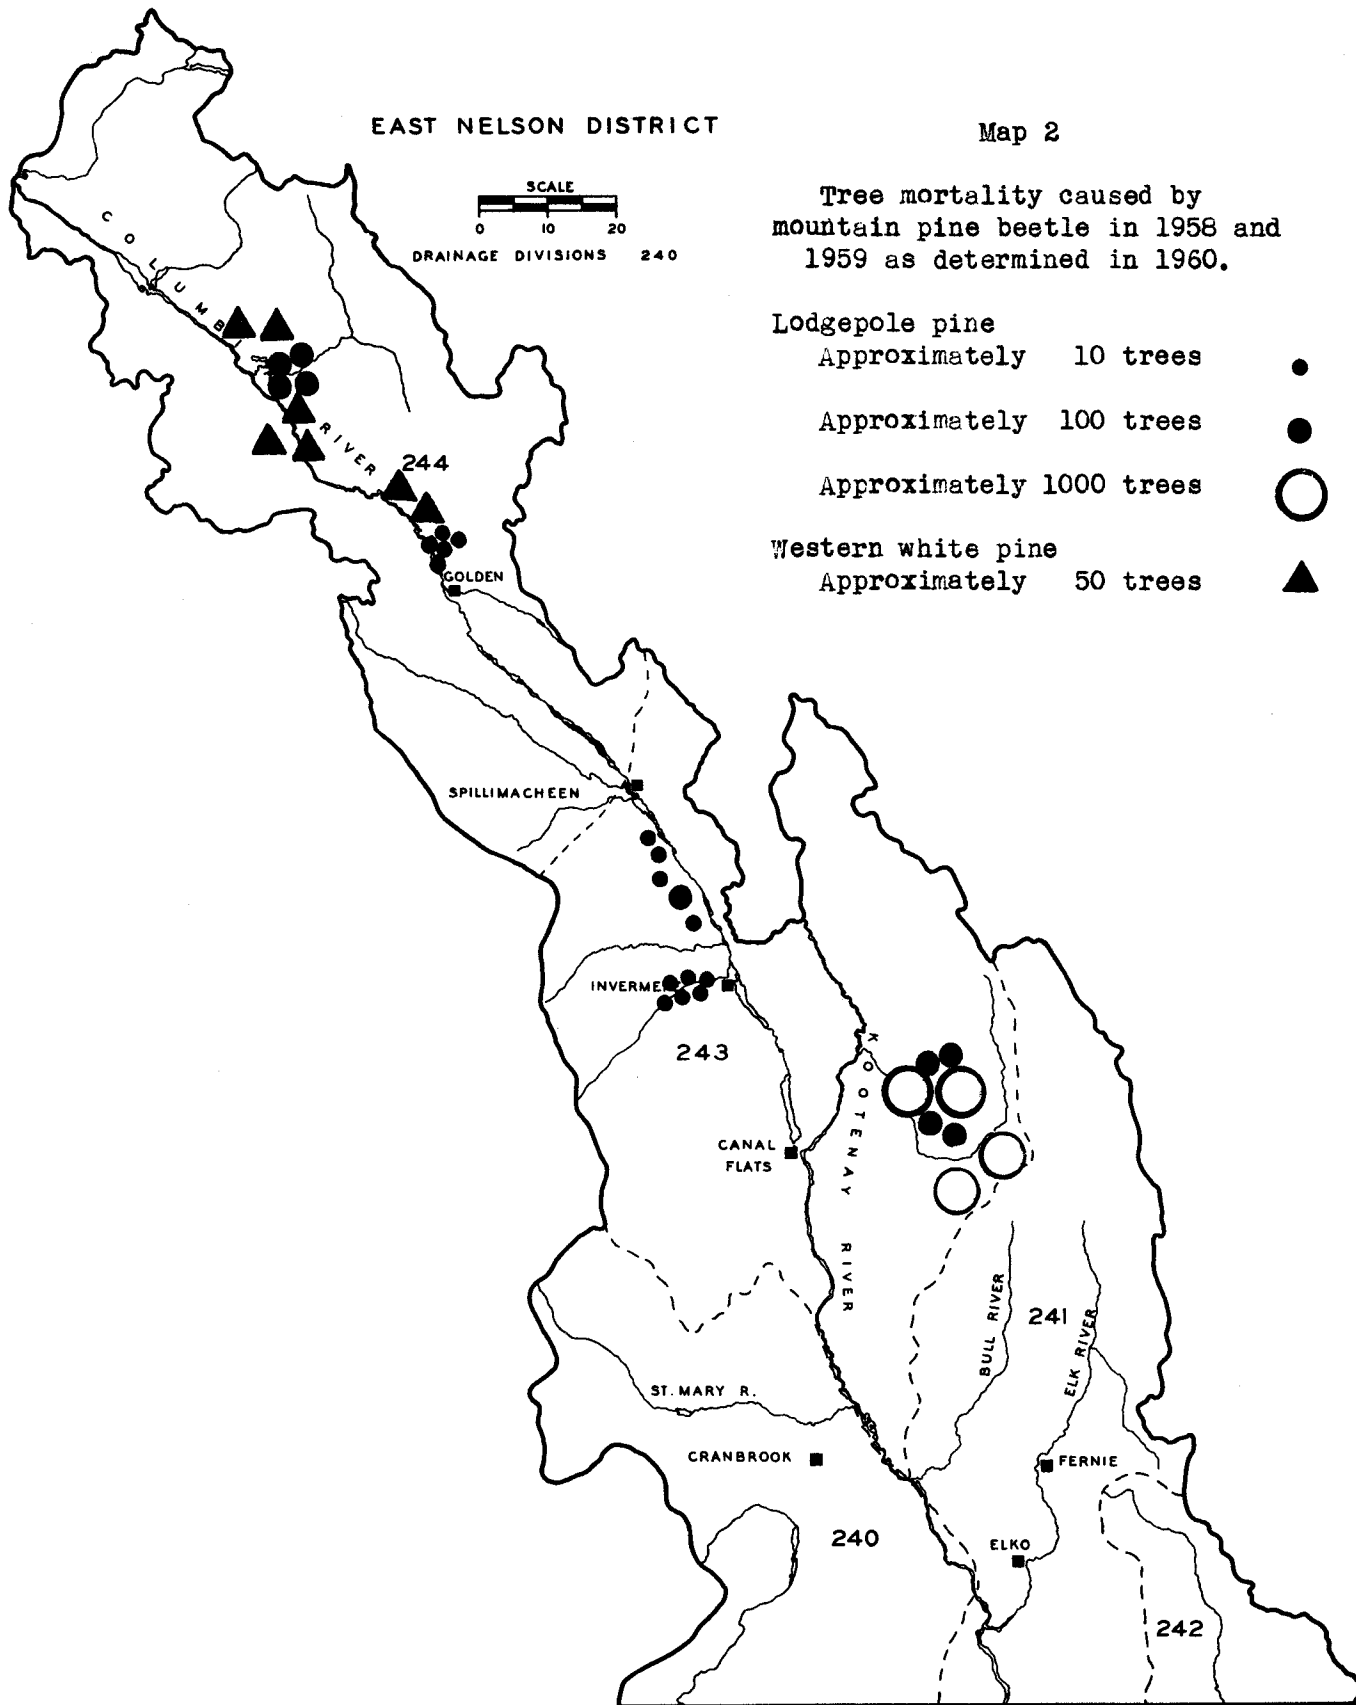 EAST NELSON DISTRICT
SCALE
0 10 20
DRAINAGE DIVISIONS 240
Map 2
Tree mortality caused by
mountain pine beetle in 1958 and
1959 as determined in 1960.
Lodgepole pine
Approximately 10 trees
Approximately 100 trees
Approximately 1000 trees
Western white pine
Approximately 50 trees
COLUMB
RIVER
244
GOLDEN
SPILLIMACHEEN
INVERME
243
CANAL
FLATS
KOOTENAY RIVER
BULL RIVER
241
ELK RIVER
ST. MARY R.
CRANBROOK
FERNIE
240
ELKO
242